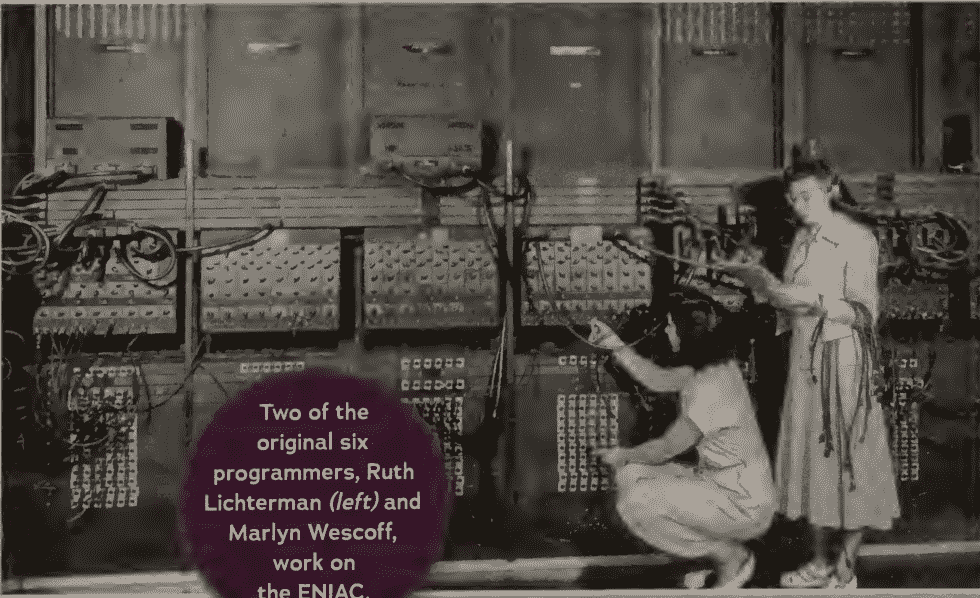 Two of the
original six
programmers, Ruth
Lichterman (left) and
Marlyn Wescoff,
work on
the ENIAC.